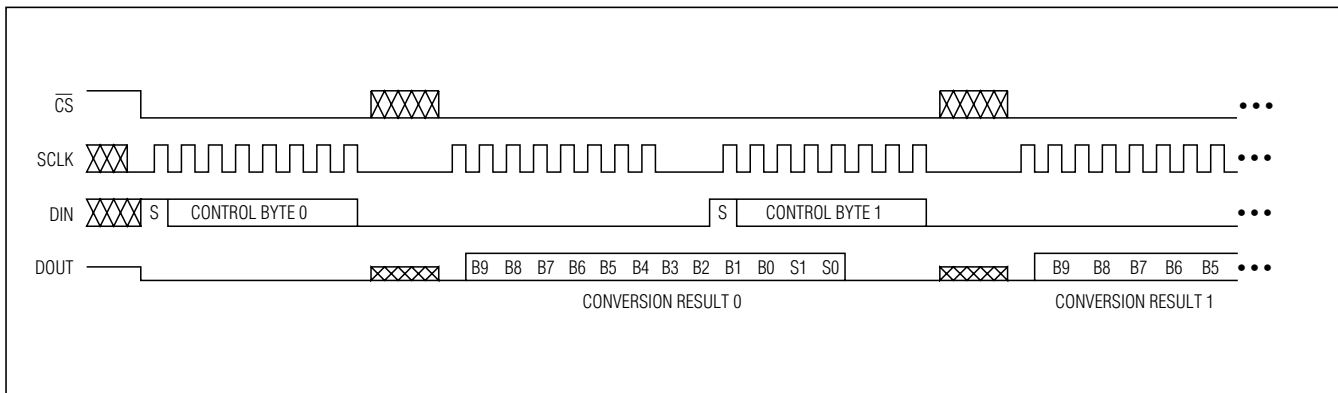 CS
SCLK
DIN S CONTROL BYTE 0 S CONTROL BYTE 1
DOUT B9 B8 B7 B6 B5 B4 B3 B2 B1 B0 S1 S0 B9 B8 B7 B6 B5
CONVERSION RESULT 0 CONVERSION RESULT 1